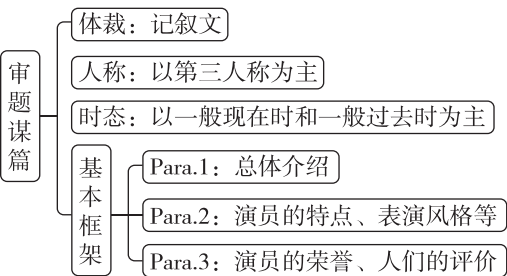 审题谋篇
体裁：记叙文
人称：以第三人称为主
时态：以一般现在时和一般过去时为主
基本框架
Para.1：总体介绍
Para.2：演员的特点、表演风格等
Para.3：演员的荣誉、人们的评价